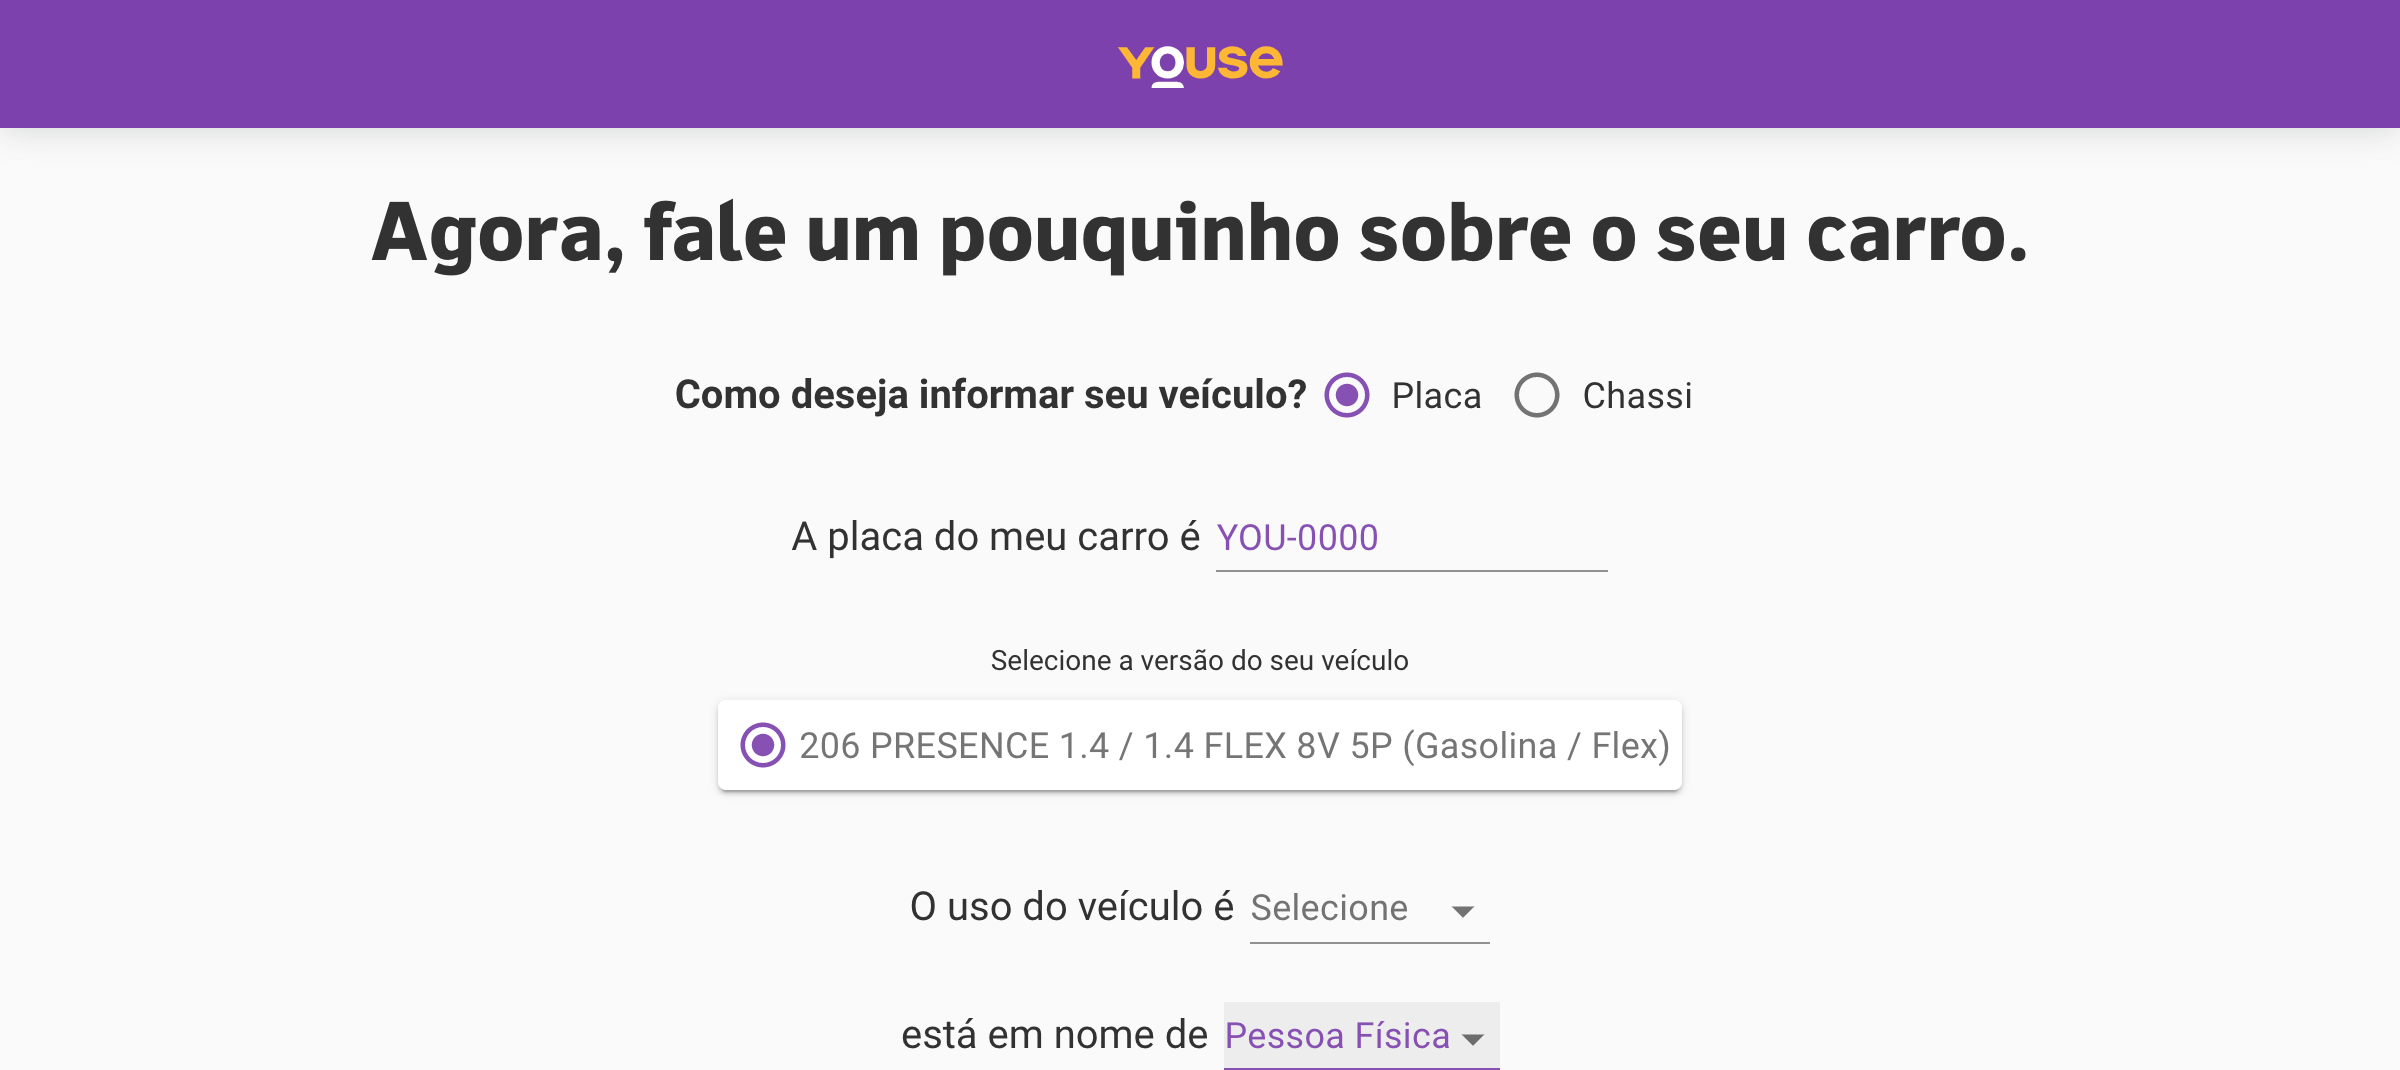 YOUSE
Agora, fale um pouquinho sobre o seu carro.
Como deseja informar seu veículo? Placa Chassi
A placa do meu carro é YOU-0000
Selecione a versão do seu veículo
206 PRESENCE 1.4 / 1.4 FLEX 8V 5P (Gasolina / Flex)
O uso do veículo é Selecione
está em nome de Pessoa Física